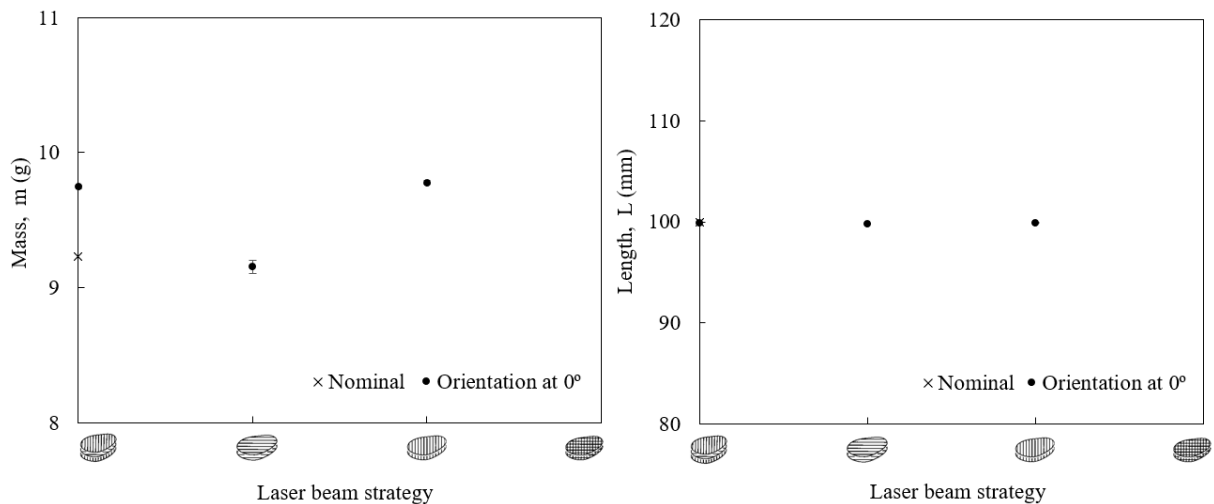 11
10
9
8
Mass, m (g)
× Nominal • Orientation at 0º
Laser beam strategy
120
110
100
90
80
Length, L (mm)
× Nominal • Orientation at 0º
Laser beam strategy